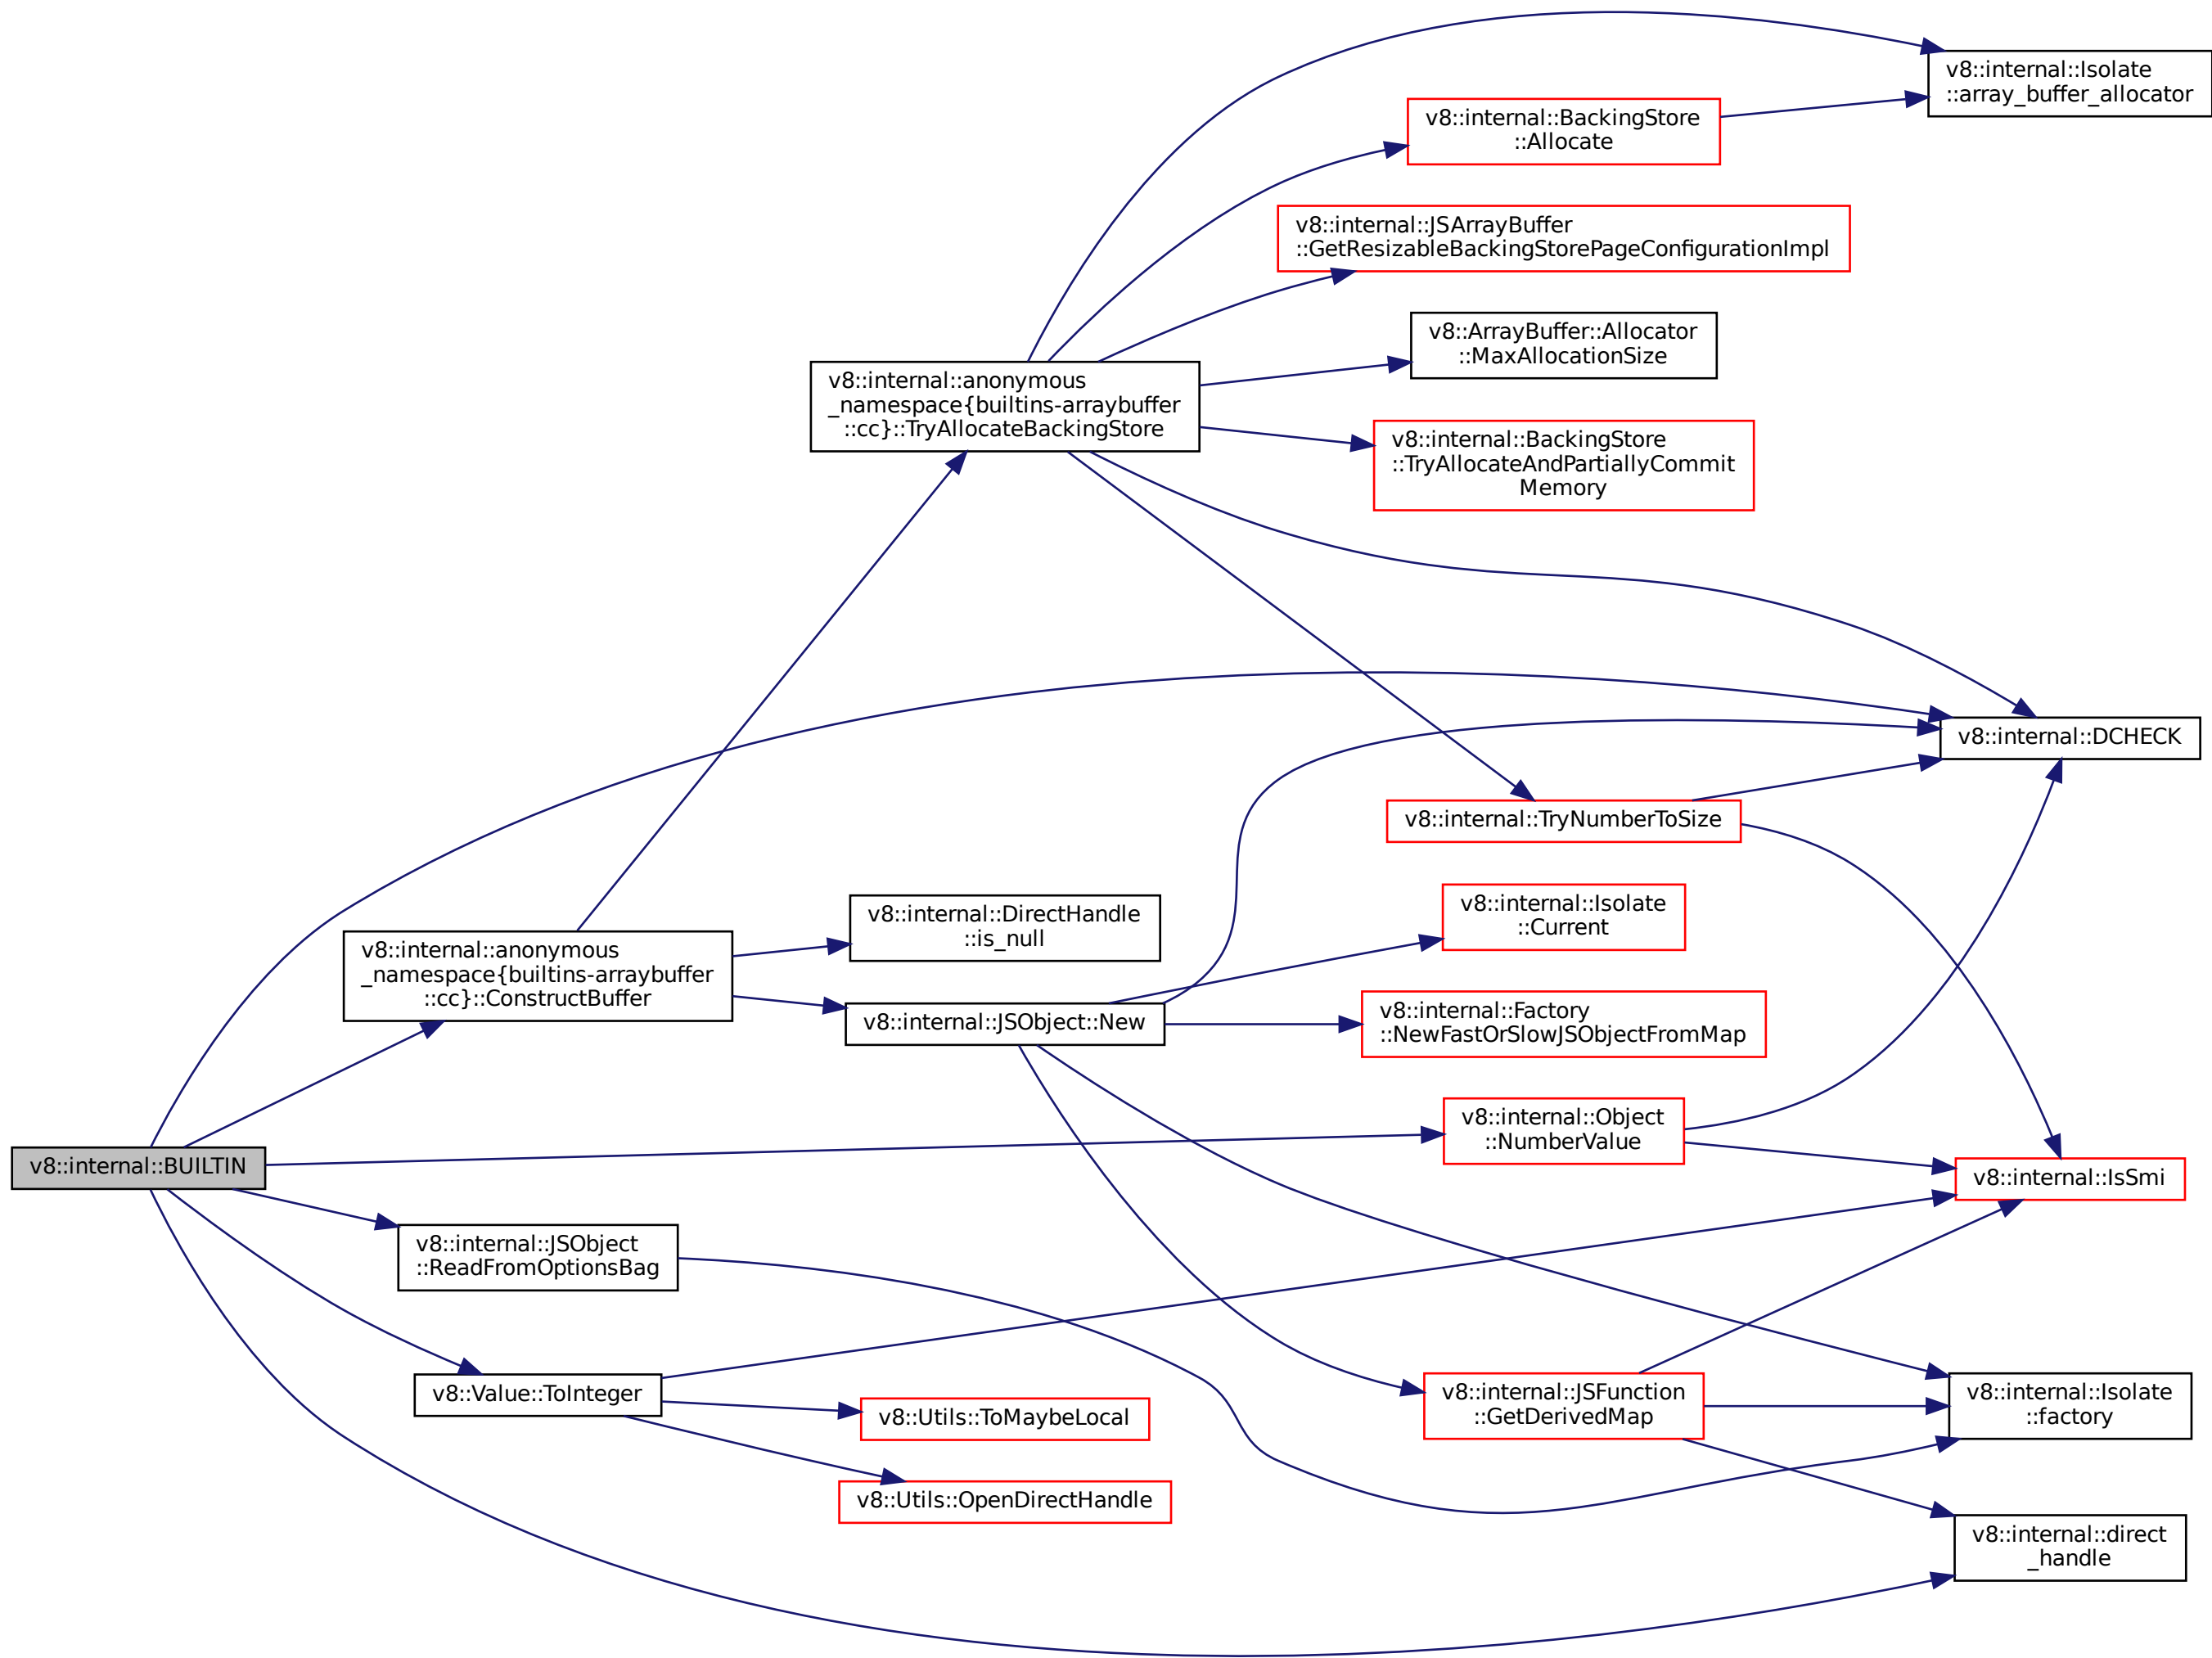 v8::internal::Isolate
::array_buffer_allocator
v8::internal::BackingStore
::Allocate
v8::internal::JSArrayBuffer
::GetResizableBackingStorePageConfigurationImpl
v8::ArrayBuffer::Allocator
::MaxAllocationSize
v8::internal::anonymous
_namespace{builtins-arraybuffer
::cc}::TryAllocateBackingStore
v8::internal::BackingStore
::TryAllocateAndPartiallyCommit
Memory
v8::internal::DCHECK
v8::internal::TryNumberToSize
v8::internal::DirectHandle
::is_null
v8::internal::Isolate
::Current
v8::internal::anonymous
_namespace{builtins-arraybuffer
::cc}::ConstructBuffer
v8::internal::JSObject::New
v8::internal::Factory
::NewFastOrSlowJSObjectFromMap
v8::internal::Object
::NumberValue
v8::internal::BUILTIN
v8::internal::IsSmi
v8::internal::JSObject
::ReadFromOptionsBag
v8::Value::ToInteger
v8::Utils::ToMaybeLocal
v8::internal::JSFunction
::GetDerivedMap
v8::internal::Isolate
::factory
v8::Utils::OpenDirectHandle
v8::internal::direct
_handle